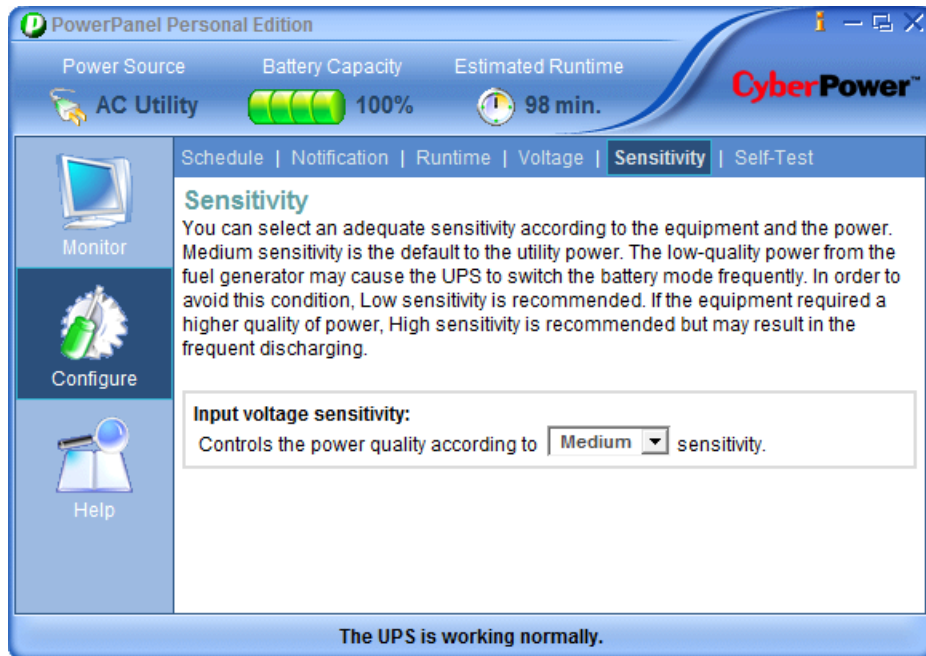 PowerPanel Personal Edition
Power Source Battery Capacity Estimated Runtime
AC Utility 100% 98 min.
CyberPower™
Schedule | Notification | Runtime | Voltage | Sensitivity | Self-Test
Monitor
Configure
Help
Sensitivity
You can select an adequate sensitivity according to the equipment and the power.
Medium sensitivity is the default to the utility power. The low-quality power from the
fuel generator may cause the UPS to switch the battery mode frequently. In order to
avoid this condition, Low sensitivity is recommended. If the equipment required a
higher quality of power, High sensitivity is recommended but may result in the
frequent discharging.
Input voltage sensitivity:
Controls the power quality according to Medium sensitivity.
The UPS is working normally.